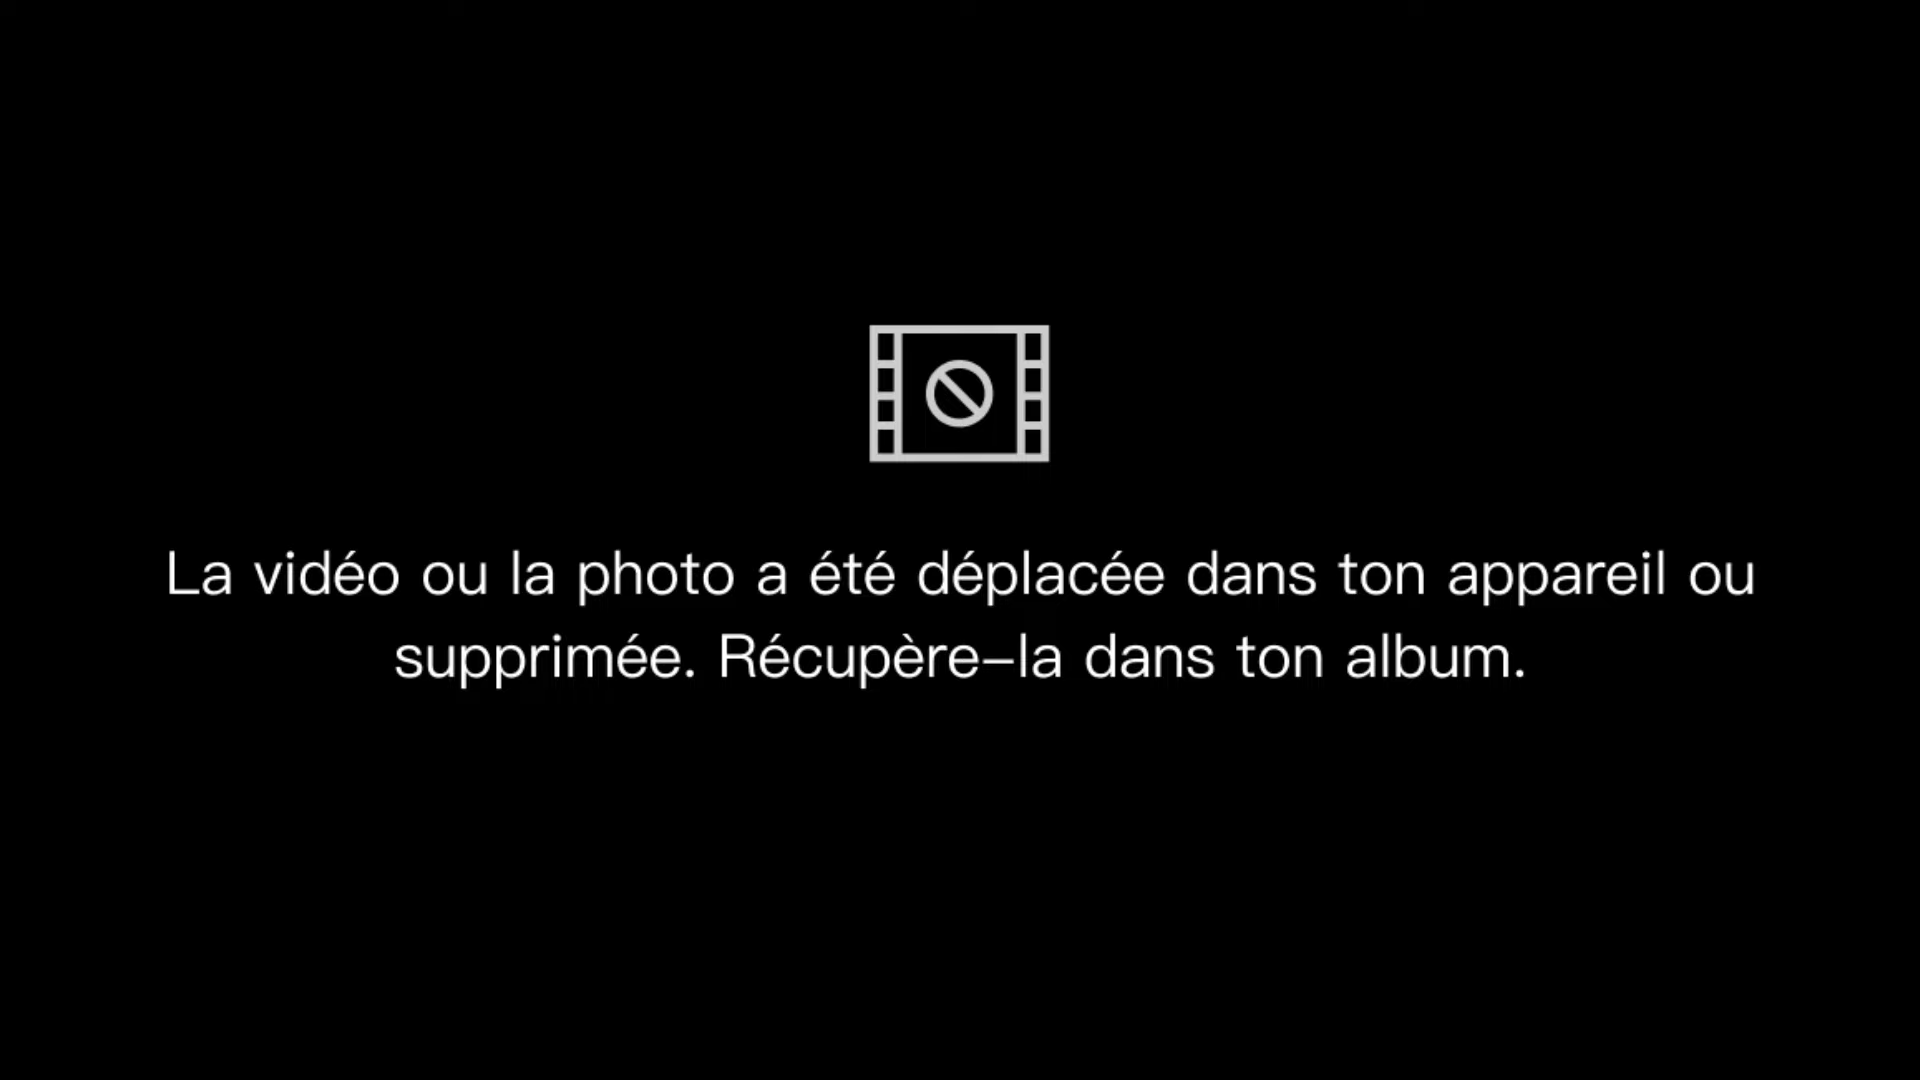 La vidéo ou la photo a été déplacée dans ton appareil ou
supprimée. Récupère-la dans ton album.